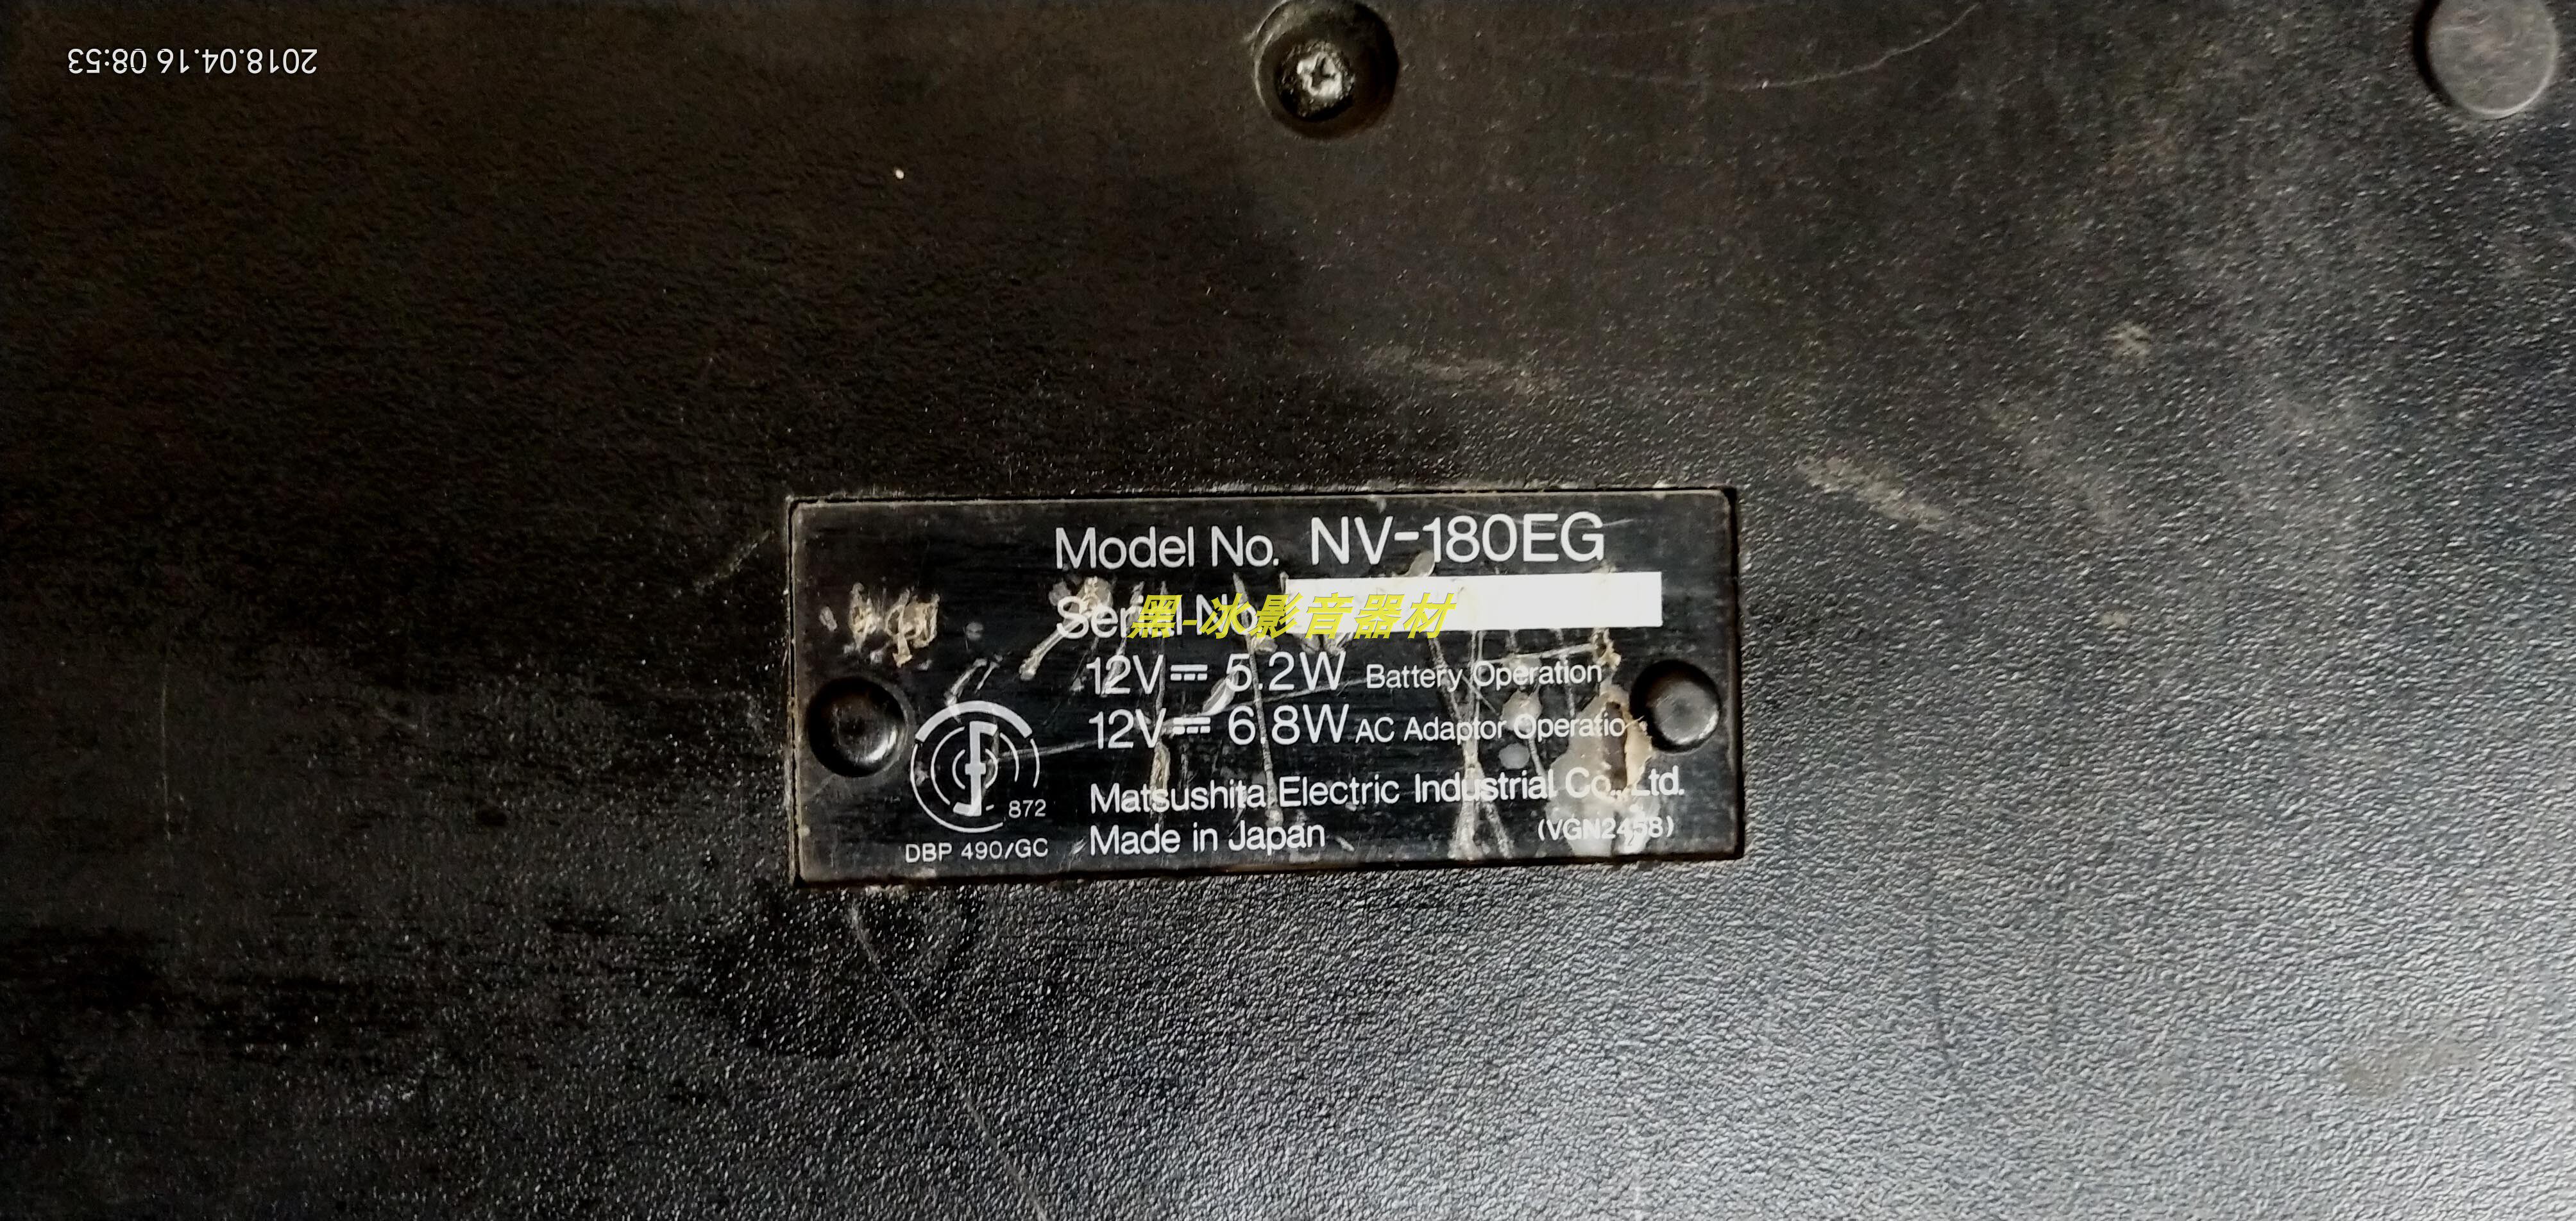 2018.04.16 08:53
Model No. NV-180EG
Serial No.
黑-冰影音器材
12V⎓ 5.2W Battery Operation
12V⎓ 6.8W AC Adaptor Operatio
872
DBP 490/GC
Matsushita Electric Industrial Co., Ltd.
Made in Japan
(VGN2458)